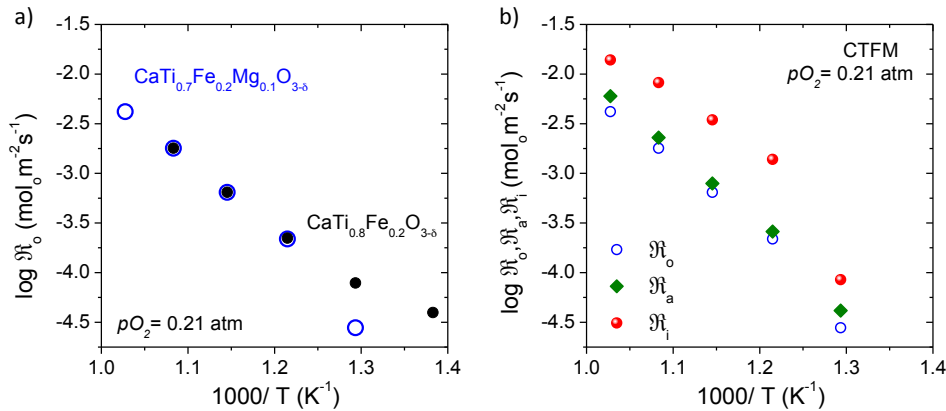 a)
-1.5
-2.0
-2.5
-3.0
-3.5
-4.0
-4.5
log ℜₒ (molₒm⁻²s⁻¹)
CaTi₀.₇Fe₀.₂Mg₀.₁O₃₋δ
CaTi₀.₈Fe₀.₂O₃₋δ
pO₂= 0.21 atm
1.0 1.1 1.2 1.3 1.4
1000/ T (K⁻¹)
b)
-1.5
-2.0
-2.5
-3.0
-3.5
-4.0
-4.5
log ℜₒ,ℜₐ,ℜᵢ (molₒm⁻²s⁻¹)
CTFM
pO₂= 0.21 atm
ℜₒ
ℜₐ
ℜᵢ
1.0 1.1 1.2 1.3 1.4
1000/ T (K⁻¹)